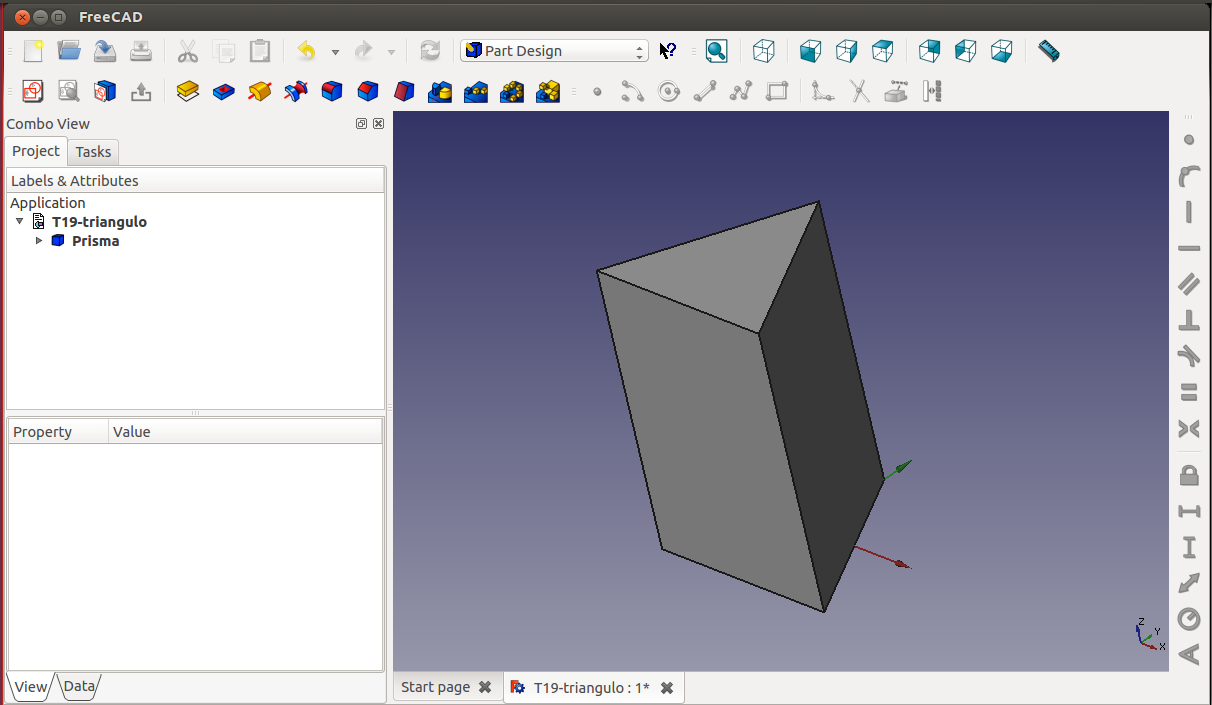 FreeCAD
Part Design
Combo View
Project Tasks
Labels & Attributes
Application
T19-triangulo
Prisma
Property Value
View Data
Start page
T19-triangulo : 1*
Z
Y
X